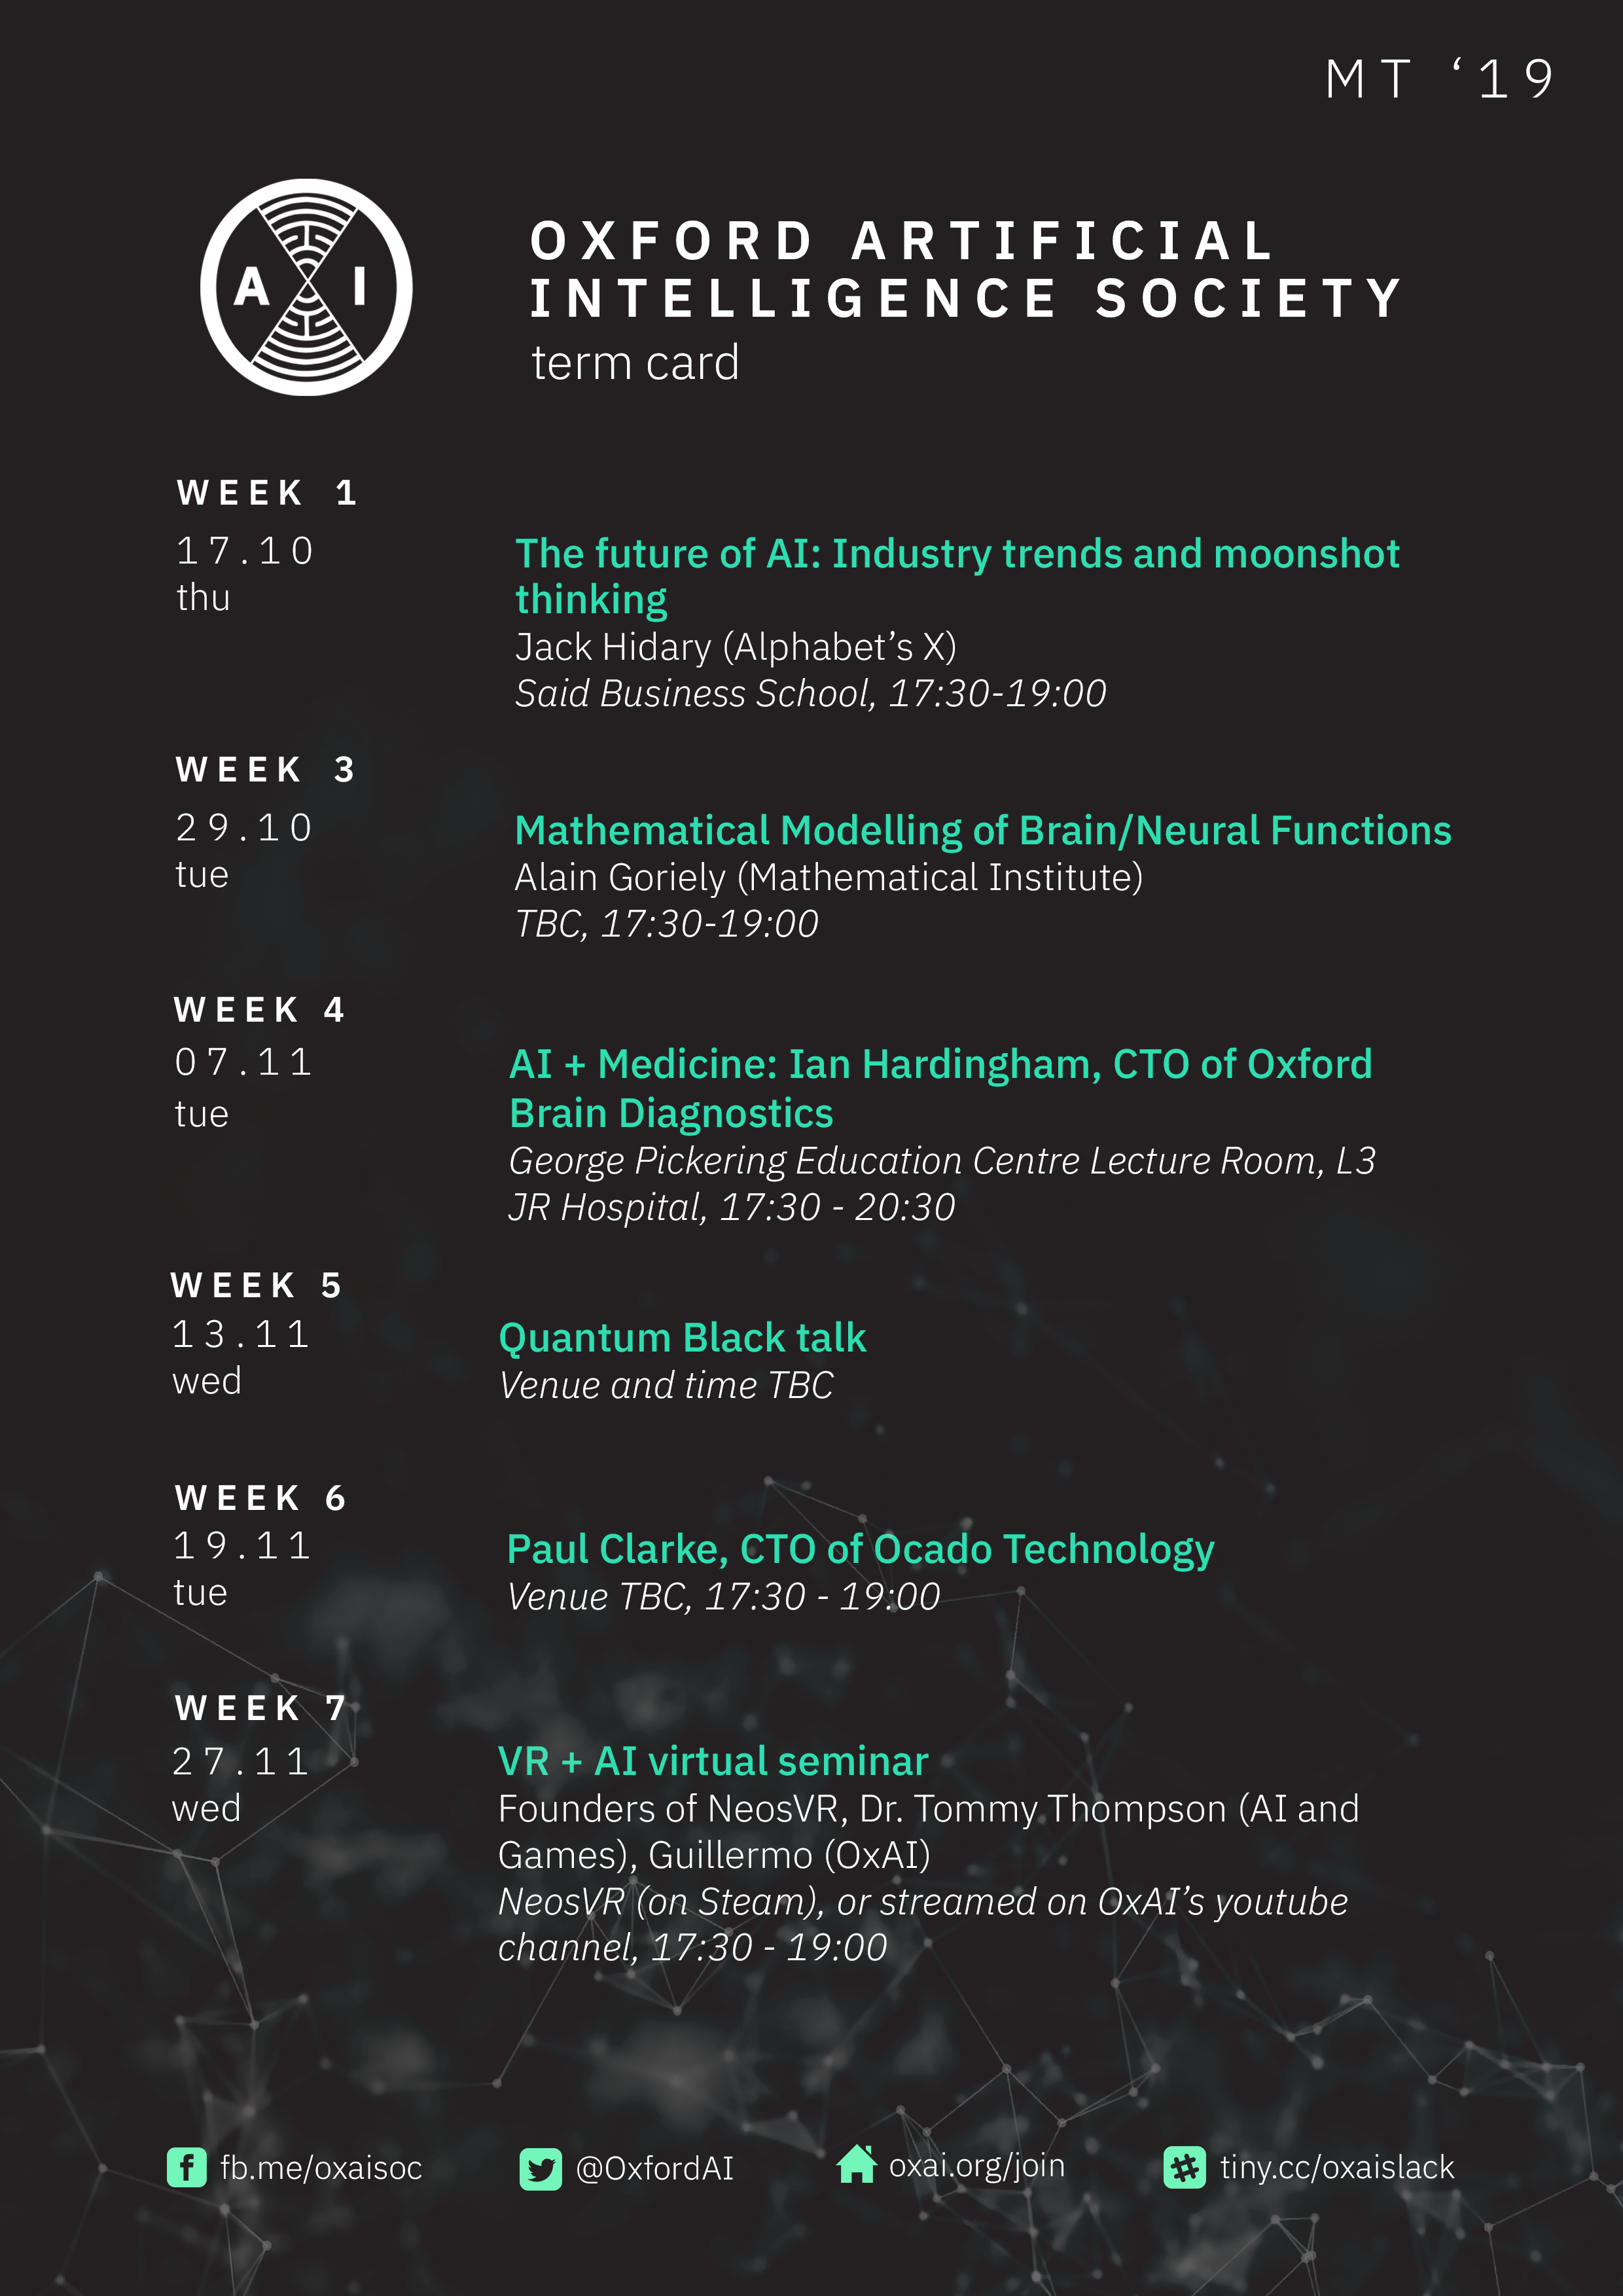 MT ‘19
A I
OXFORD ARTIFICIAL
INTELLIGENCE SOCIETY
term card
WEEK 1
17.10
thu
The future of AI: Industry trends and moonshot
thinking
Jack Hidary (Alphabet’s X)
Said Business School, 17:30-19:00
WEEK 3
29.10
tue
Mathematical Modelling of Brain/Neural Functions
Alain Goriely (Mathematical Institute)
TBC, 17:30-19:00
WEEK 4
07.11
tue
AI + Medicine: Ian Hardingham, CTO of Oxford
Brain Diagnostics
George Pickering Education Centre Lecture Room, L3
JR Hospital, 17:30 - 20:30
WEEK 5
13.11
wed
Quantum Black talk
Venue and time TBC
WEEK 6
19.11
tue
Paul Clarke, CTO of Ocado Technology
Venue TBC, 17:30 - 19:00
WEEK 7
27.11
wed
VR + AI virtual seminar
Founders of NeosVR, Dr. Tommy Thompson (AI and
Games), Guillermo (OxAI)
NeosVR (on Steam), or streamed on OxAI’s youtube
channel, 17:30 - 19:00
fb.me/oxaisoc
@OxfordAI
oxai.org/join
tiny.cc/oxaislack